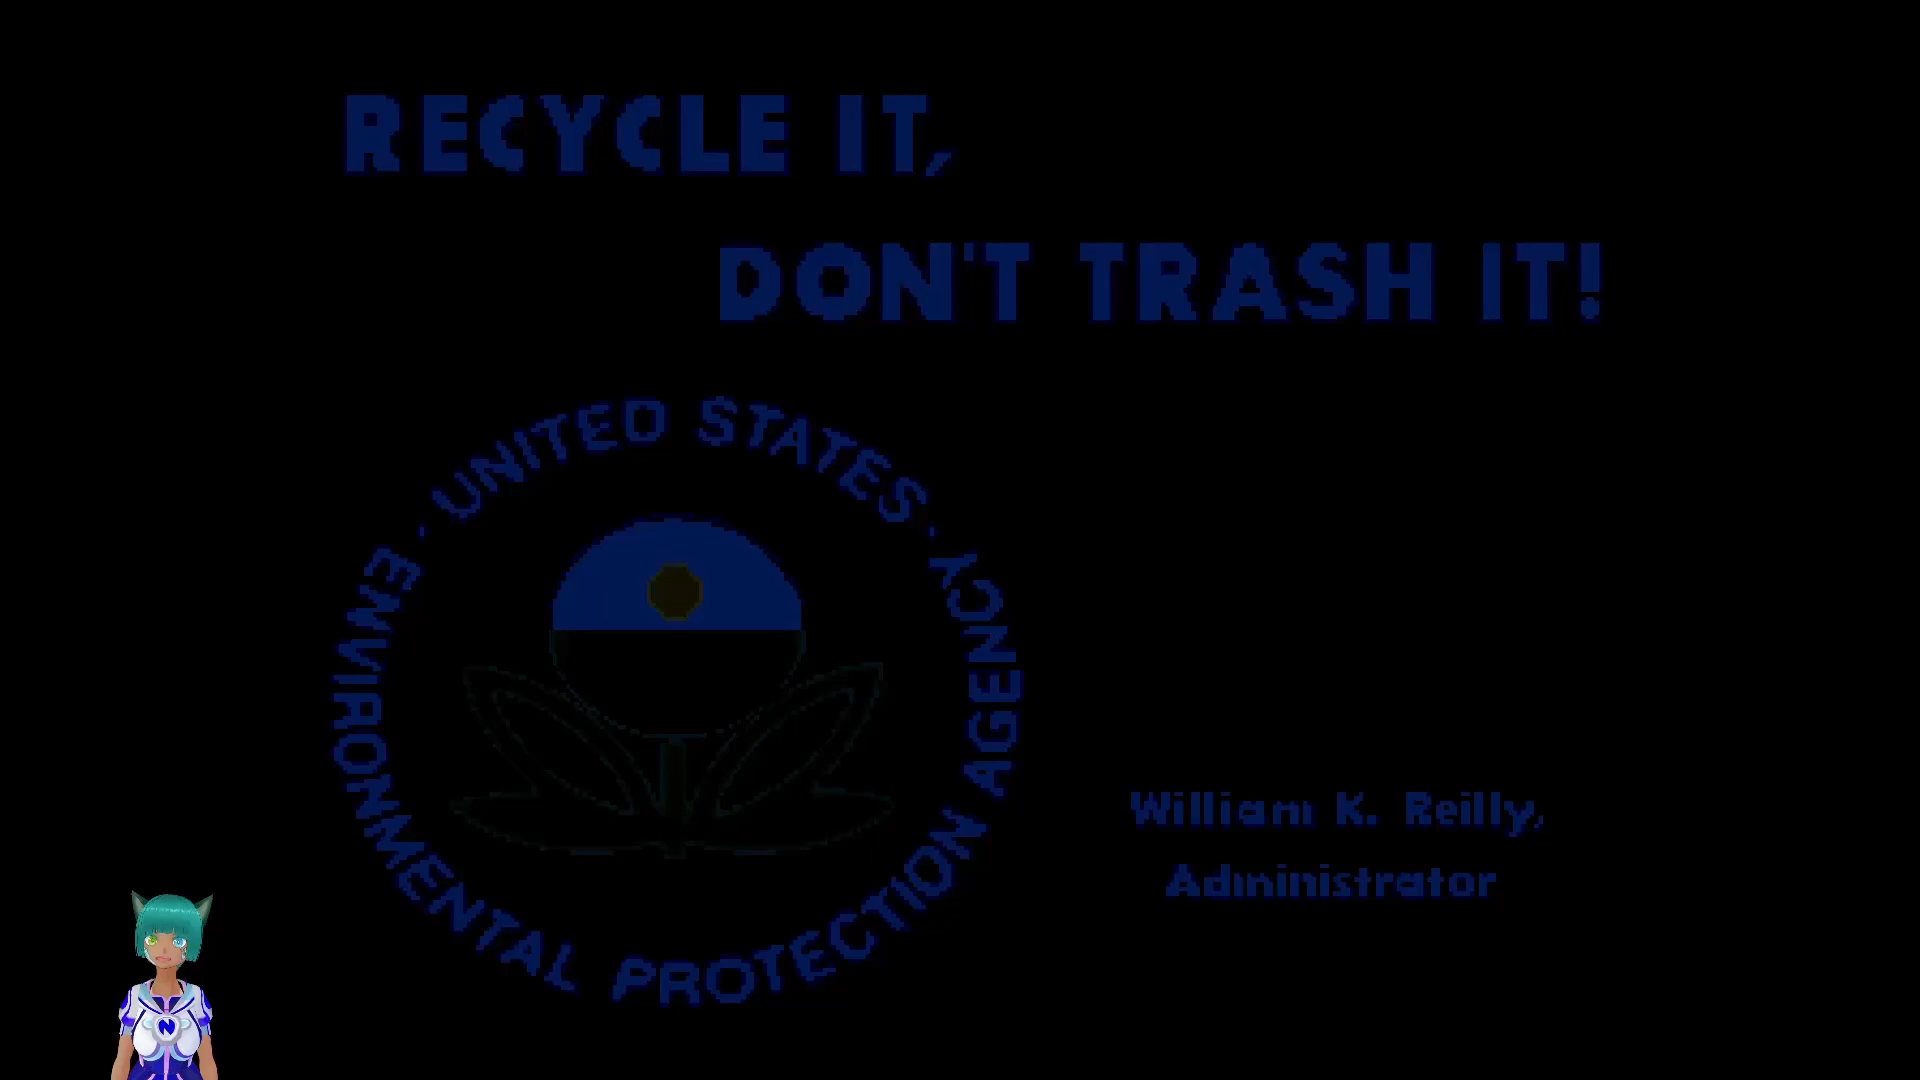 RECYCLE IT,
DON'T TRASH IT!
· UNITED STATES ·
ENVIRONMENTAL PROTECTION AGENCY
William K. Reilly,
Administrator
N